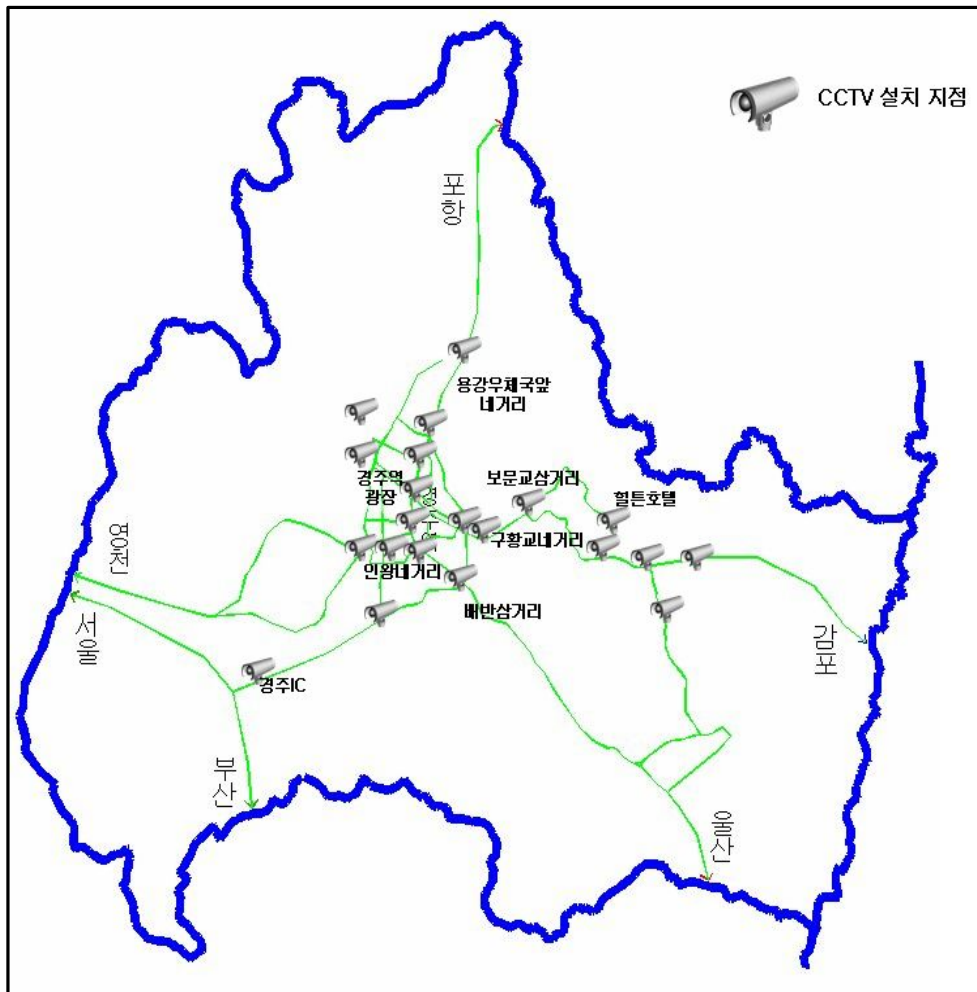 CCTV 설치 지점
포항
용강우체국앞
네거리
경주역
광장
보문교삼거리
힐튼호텔
구황교네거리
인왕네거리
배반삼거리
영천
서울
감포
경주IC
부산
울산